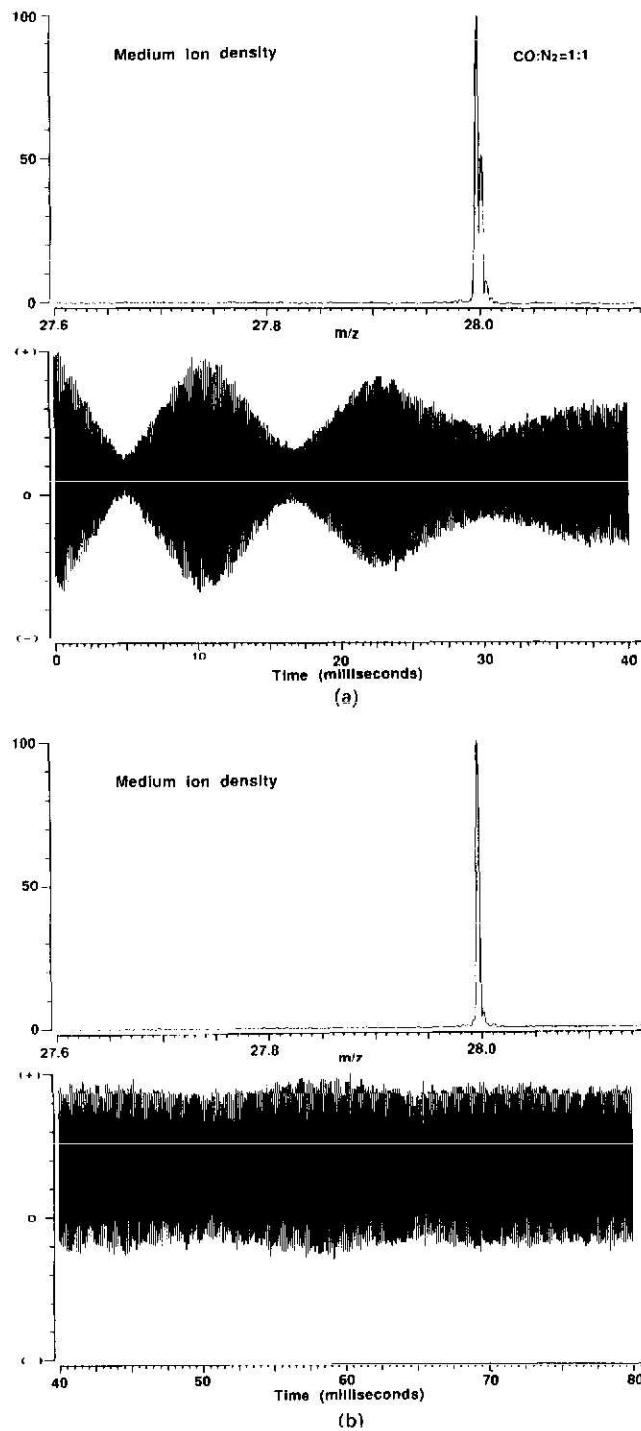 100
Medium ion density
CO:N₂=1:1
50
0
27.6 27.8 28.0
m/z
(+)
0
(−)
0 10 20 30 40
Time (milliseconds)
(a)
100
Medium ion density
50
0
27.6 27.8 28.0
m/z
(+)
0
40 50 60 70 80
Time (milliseconds)
(b)